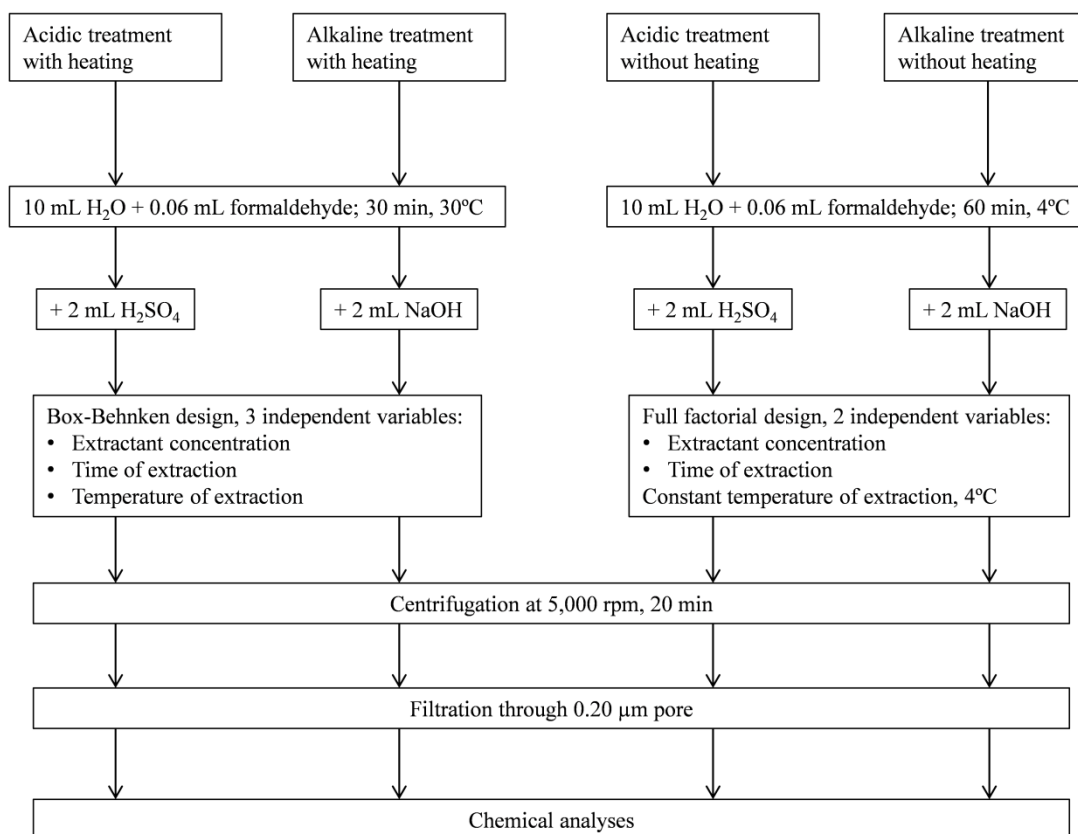 Acidic treatment
with heating
Alkaline treatment
with heating
Acidic treatment
without heating
Alkaline treatment
without heating
10 mL H₂O + 0.06 mL formaldehyde; 30 min, 30ºC
10 mL H₂O + 0.06 mL formaldehyde; 60 min, 4ºC
+ 2 mL H₂SO₄
+ 2 mL NaOH
+ 2 mL H₂SO₄
+ 2 mL NaOH
Box-Behnken design, 3 independent variables:
• Extractant concentration
• Time of extraction
• Temperature of extraction
Full factorial design, 2 independent variables:
• Extractant concentration
• Time of extraction
Constant temperature of extraction, 4ºC
Centrifugation at 5,000 rpm, 20 min
Filtration through 0.20 µm pore
Chemical analyses